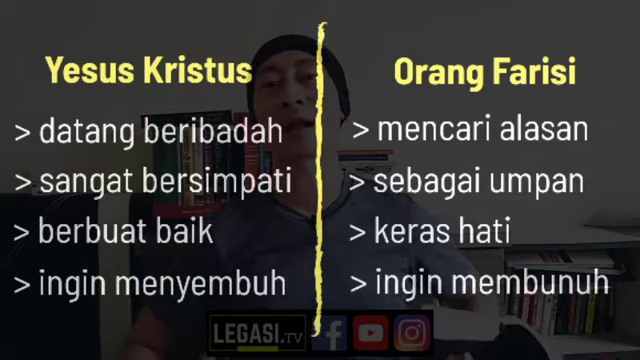 Yesus Kristus
> datang beribadah
> sangat bersimpati
> berbuat baik
> ingin menyembuh
Orang Farisi
> mencari alasan
> sebagai umpan
> keras hati
> ingin membunuh
LEGASI.TV